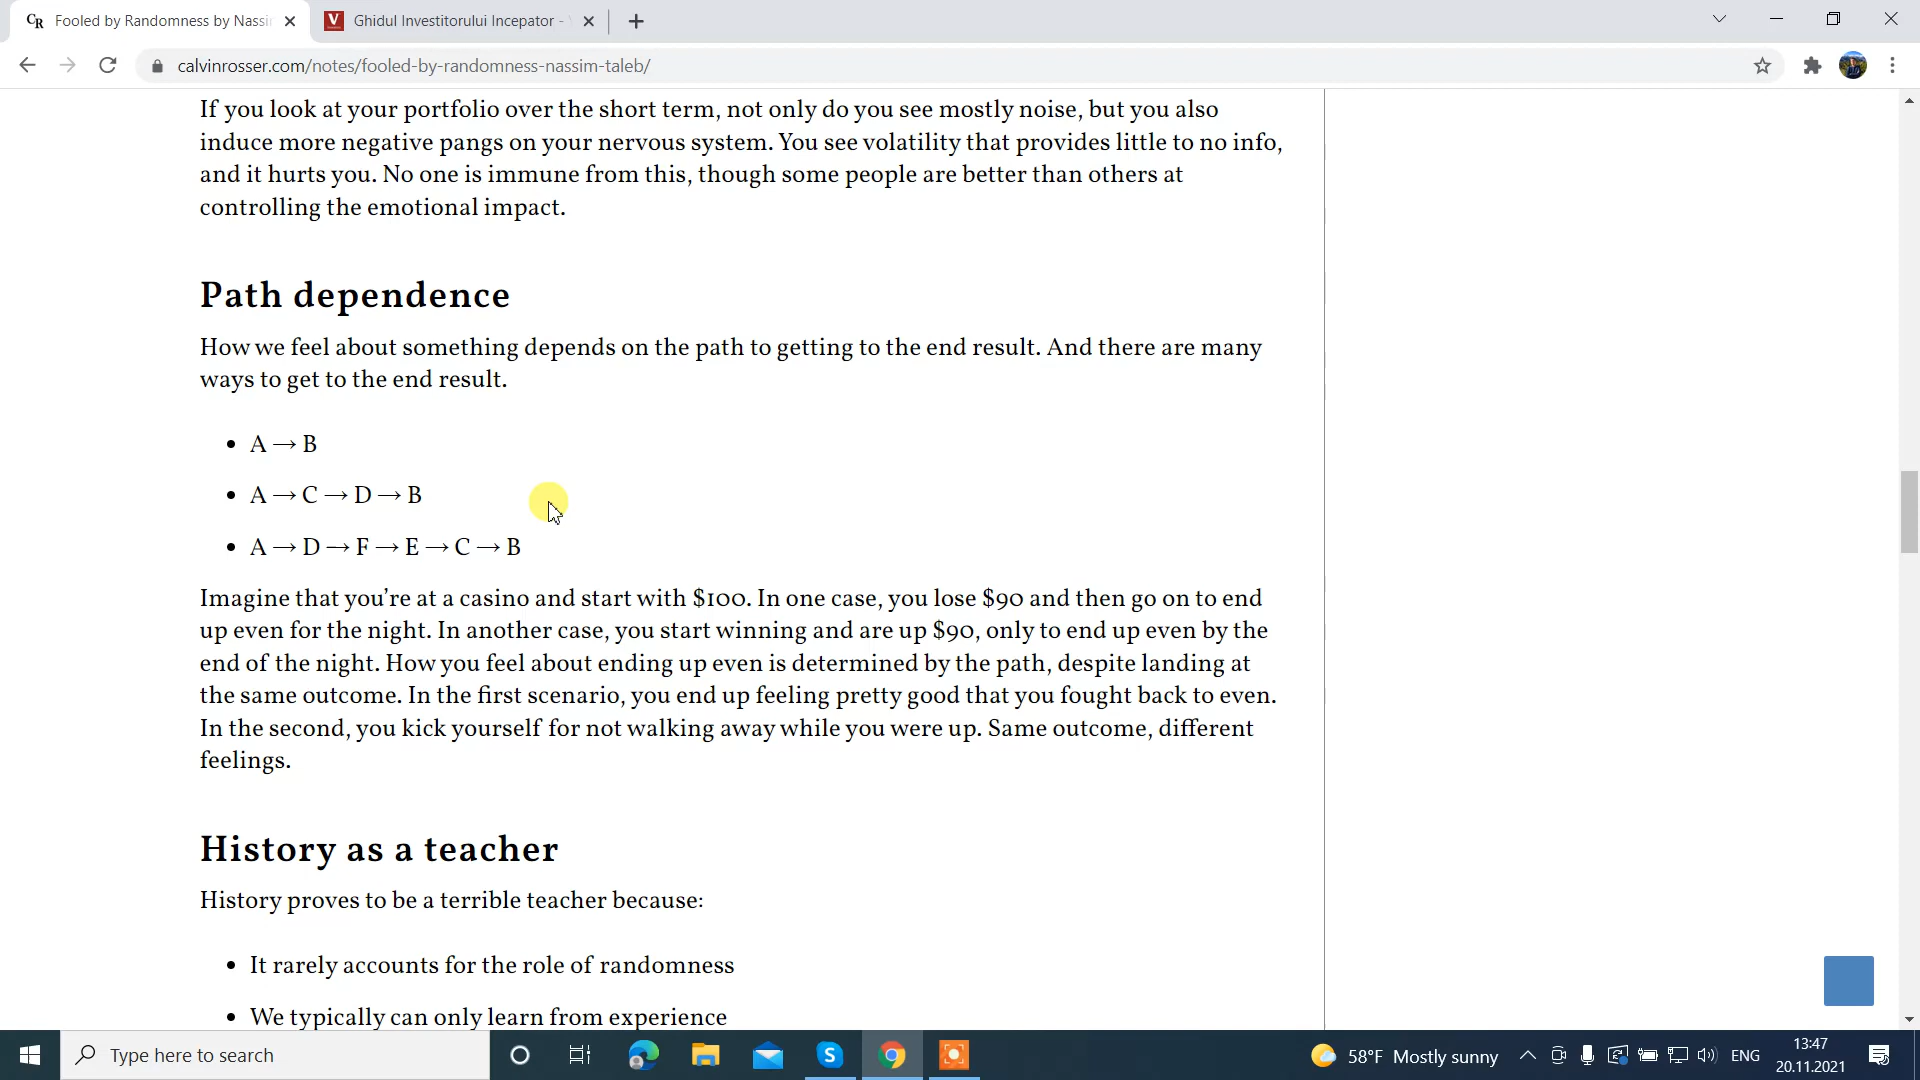 Fooled by Randomness by Nassi
Ghidul Investitorului Incepator -
calvinrosser.com/notes/fooled-by-randomness-nassim-taleb/
If you look at your portfolio over the short term, not only do you see mostly noise, but you also
induce more negative pangs on your nervous system. You see volatility that provides little to no info,
and it hurts you. No one is immune from this, though some people are better than others at
controlling the emotional impact.
Path dependence
How we feel about something depends on the path to getting to the end result. And there are many
ways to get to the end result.
• A → B
• A → C → D → B
• A → D → F → E → C → B
Imagine that you’re at a casino and start with $100. In one case, you lose $90 and then go on to end
up even for the night. In another case, you start winning and are up $90, only to end up even by the
end of the night. How you feel about ending up even is determined by the path, despite landing at
the same outcome. In the first scenario, you end up feeling pretty good that you fought back to even.
In the second, you kick yourself for not walking away while you were up. Same outcome, different
feelings.
History as a teacher
History proves to be a terrible teacher because:
• It rarely accounts for the role of randomness
• We typically can only learn from experience
Type here to search
58°F Mostly sunny
ENG
13:47
20.11.2021